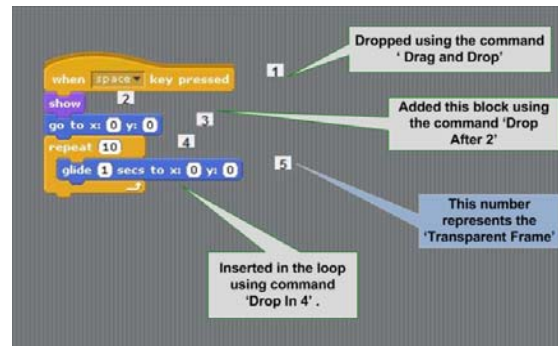 Dropped using the command
‘ Drag and Drop’
when space key pressed
1
show
2
Added this block using
the command ‘Drop
After 2’
go to x: 0 y: 0
3
repeat 10
4
glide 1 secs to x: 0 y: 0
5
This number
represents the
‘Transparent Frame’
Inserted in the loop
using command
‘Drop In 4’ .